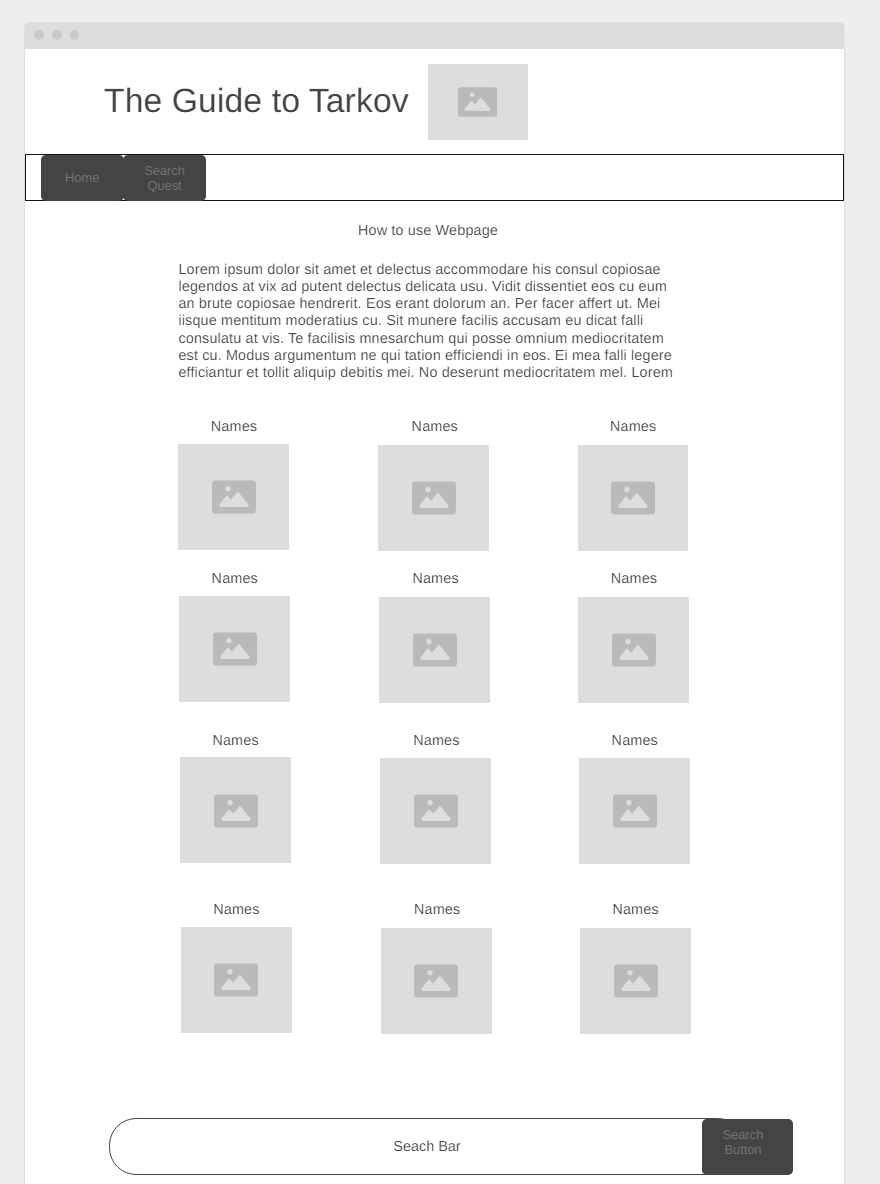 The Guide to Tarkov
Home
Search
Quest
How to use Webpage
Lorem ipsum dolor sit amet et delectus accommodare his consul copiosae
legendos at vix ad putent delectus delicata usu. Vidit dissentiet eos cu eum
an brute copiosae hendrerit. Eos erant dolorum an. Per facer affert ut. Mei
iisque mentitum moderatius cu. Sit munere facilis accusam eu dicat falli
consulatu at vis. Te facilisis mnesarchum qui posse omnium mediocritatem
est cu. Modus argumentum ne qui tation efficiendi in eos. Ei mea falli legere
efficiantur et tollit aliquip debitis mei. No deserunt mediocritatem mel. Lorem
Names
Names
Names
Names
Names
Names
Names
Names
Names
Names
Names
Names
Seach Bar
Search
Button